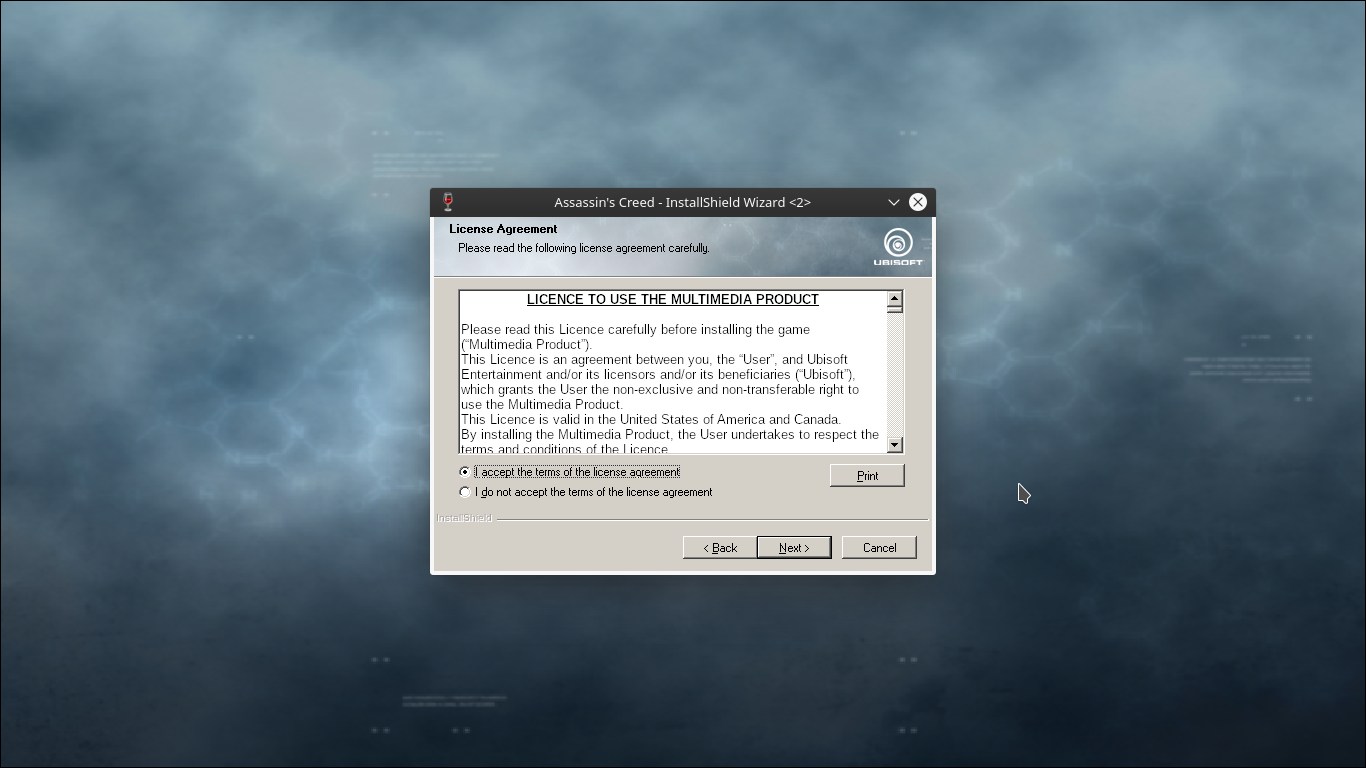 Assassin's Creed - InstallShield Wizard <2>
License Agreement
Please read the following license agreement carefully.
UBISOFT
LICENCE TO USE THE MULTIMEDIA PRODUCT
Please read this Licence carefully before installing the game
(“Multimedia Product”).
This Licence is an agreement between you, the “User”, and Ubisoft
Entertainment and/or its licensors and/or its beneficiaries (“Ubisoft”),
which grants the User the non-exclusive and non-transferable right to
use the Multimedia Product.
This Licence is valid in the United States of America and Canada.
By installing the Multimedia Product, the User undertakes to respect the
terms and conditions of the Licence.
I accept the terms of the license agreement
Print
I do not accept the terms of the license agreement
InstallShield
< Back
Next >
Cancel